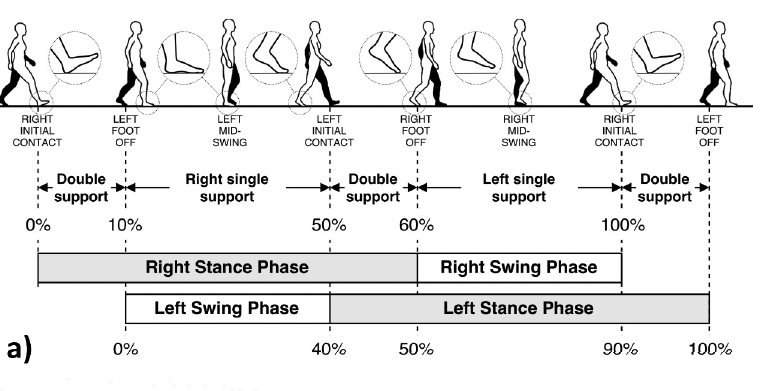 RIGHT
INITIAL
CONTACT
LEFT
FOOT
OFF
LEFT
MID-
SWING
LEFT
INITIAL
CONTACT
RIGHT
FOOT
OFF
RIGHT
MID-
SWING
RIGHT
INITIAL
CONTACT
LEFT
FOOT
OFF
Double
support
Right single
support
Double
support
Left single
support
Double
support
0% 10% 50% 60% 100%
Right Stance Phase Right Swing Phase
Left Swing Phase Left Stance Phase
a) 0% 40% 50% 90% 100%